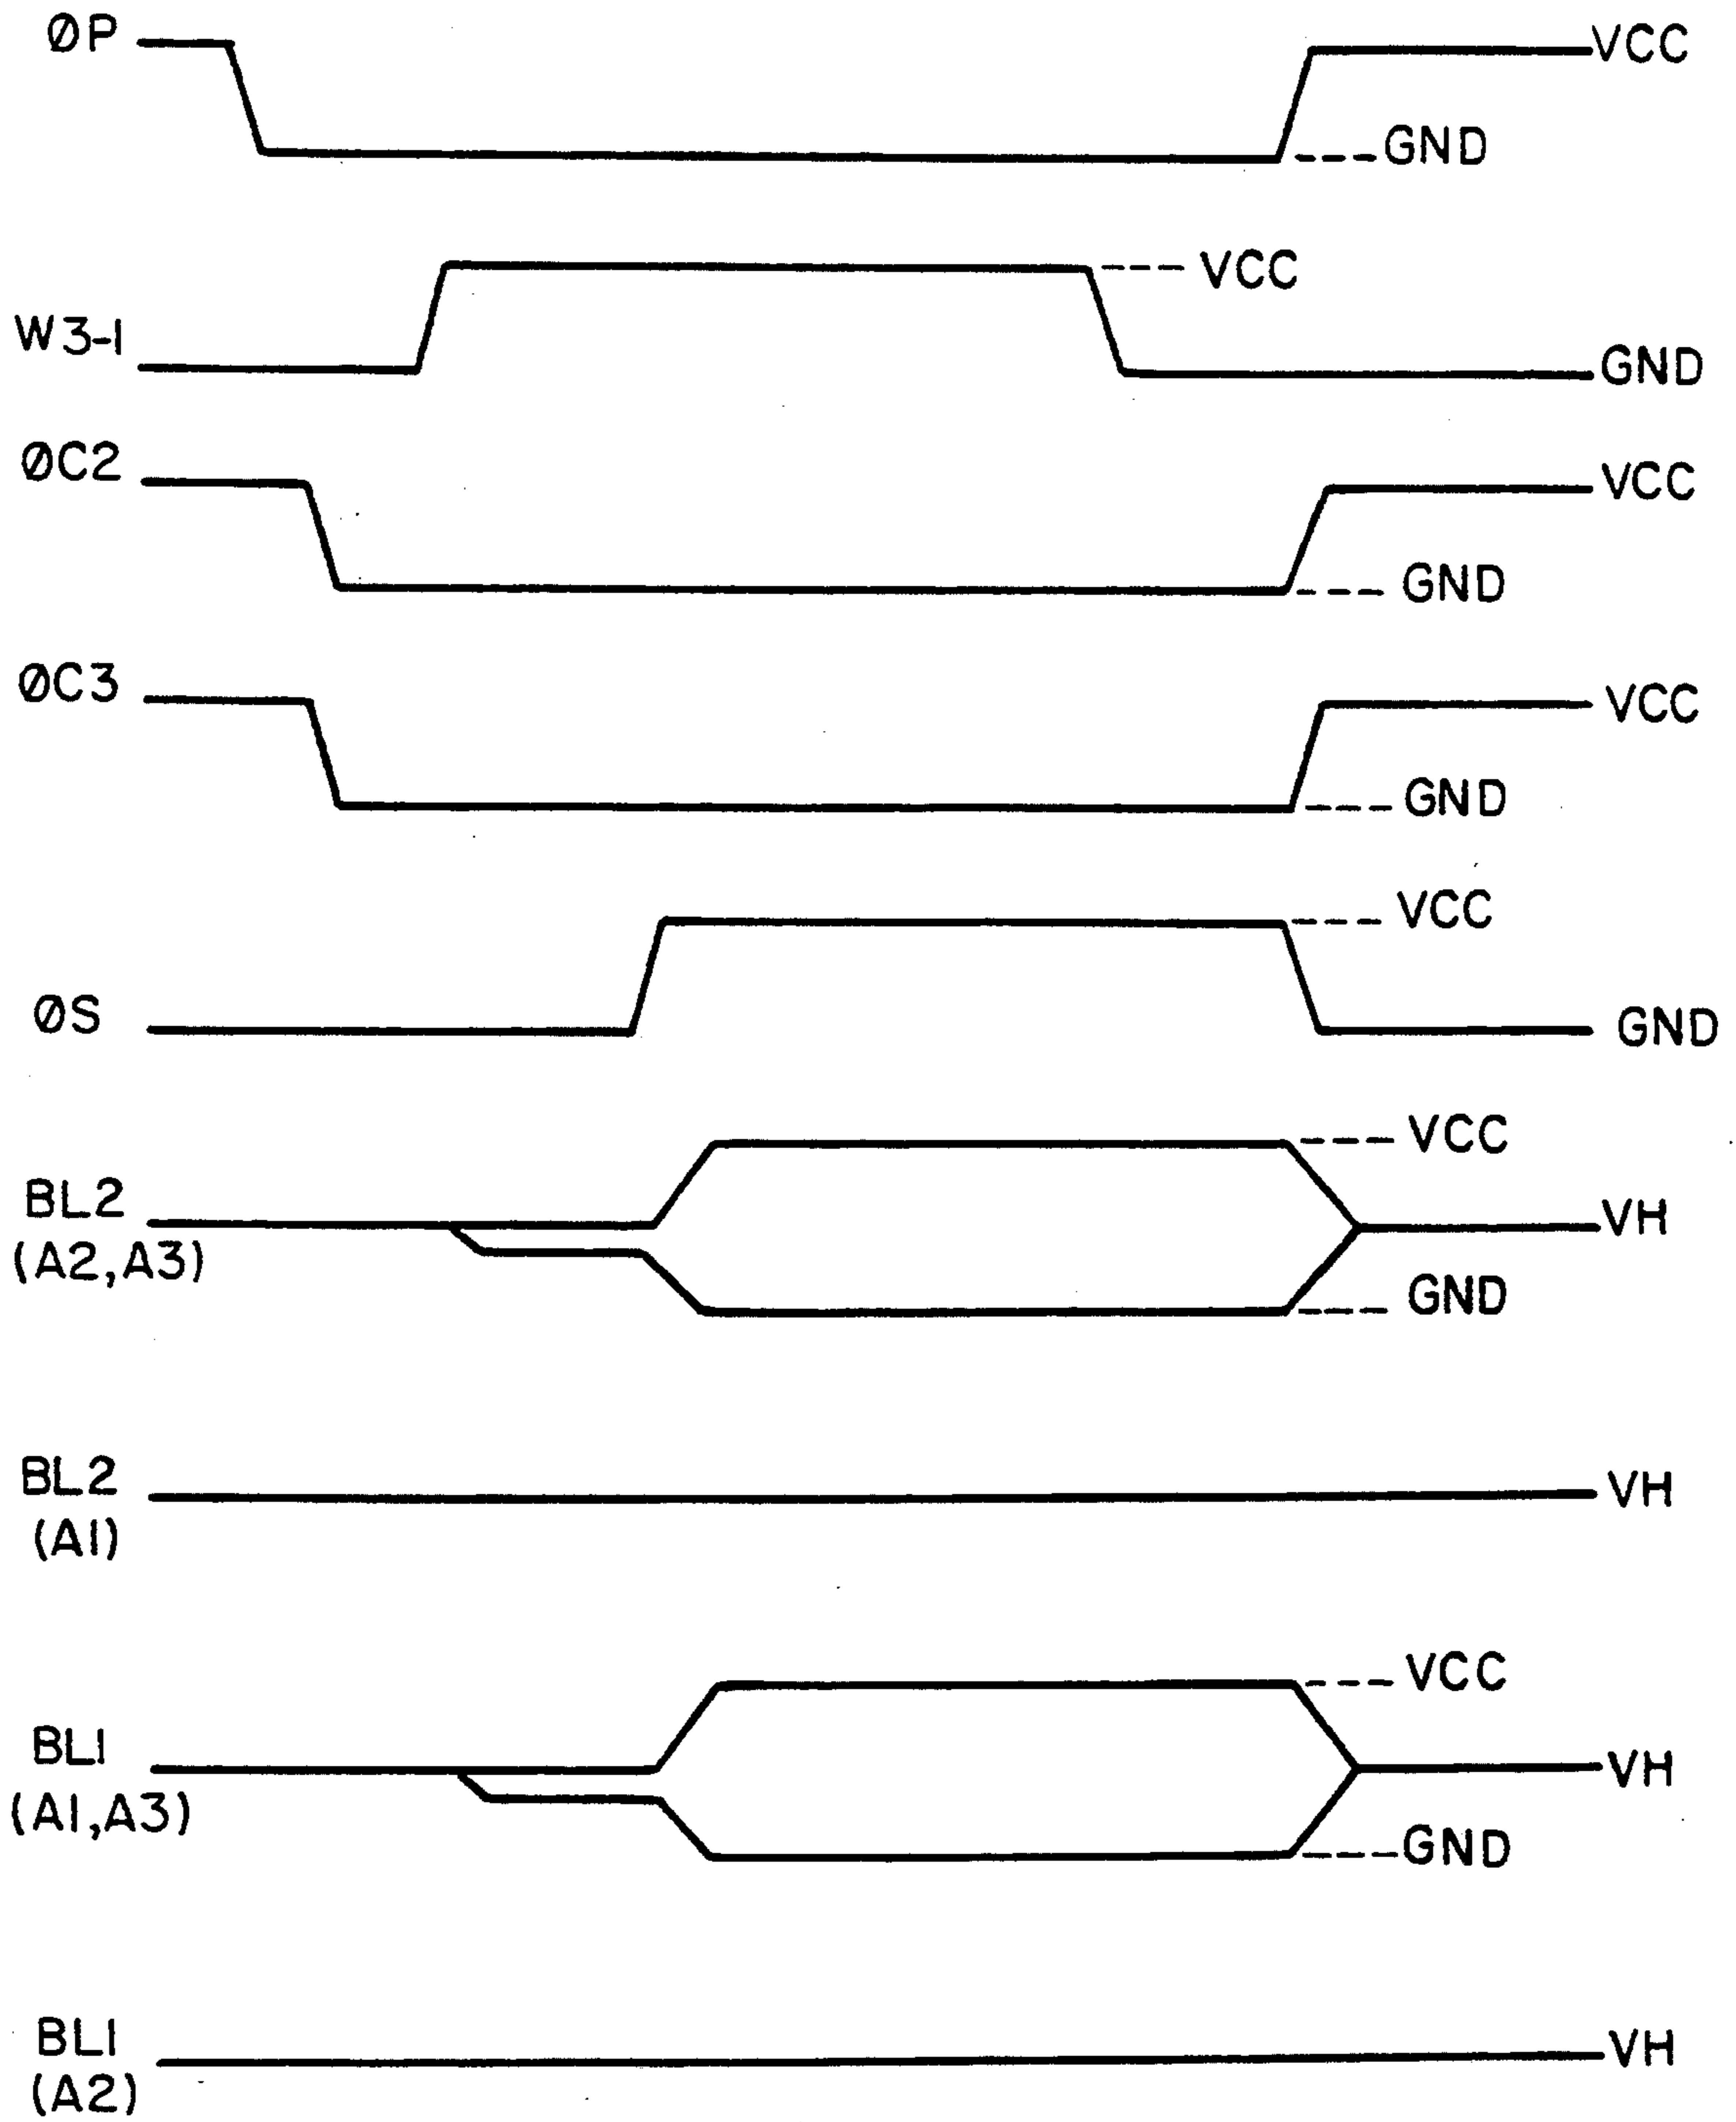 ØP
VCC
GND
VCC
W3-1
GND
ØC2
VCC
GND
ØC3
VCC
GND
VCC
ØS
GND
VCC
BL2
VH
(A2,A3)
GND
BL2
VH
(A1)
VCC
BL1
VH
(A1,A3)
GND
BL1
VH
(A2)